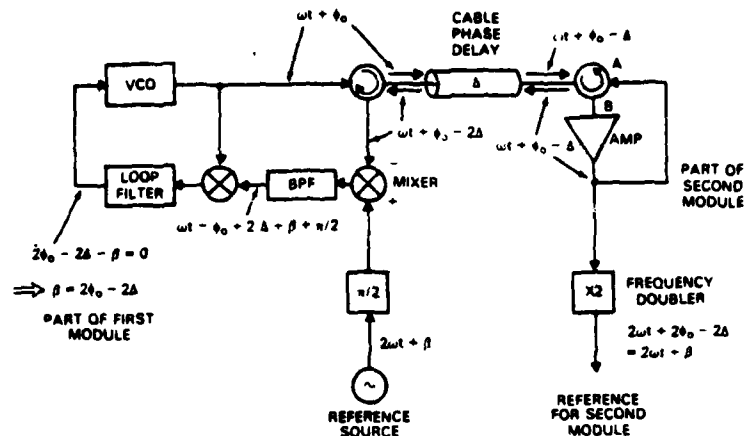 ωt + ϕ₀
CABLE
PHASE
DELAY
ωt + ϕ₀ - Δ
VCO
Δ
A
B
ωt + ϕ₀ - 2Δ
ωt + ϕ₀ - Δ
AMP
LOOP
FILTER
BPF
-
MIXER
+
PART OF
SECOND
MODULE
ωt - ϕ₀ + 2Δ + β + π/2
2ϕ₀ - 2Δ - β = 0
⇒ β = 2ϕ₀ - 2Δ
PART OF FIRST
MODULE
π/2
X2
FREQUENCY
DOUBLER
2ωt + β
2ωt + 2ϕ₀ - 2Δ
= 2ωt + β
~
REFERENCE
SOURCE
REFERENCE
FOR SECOND
MODULE